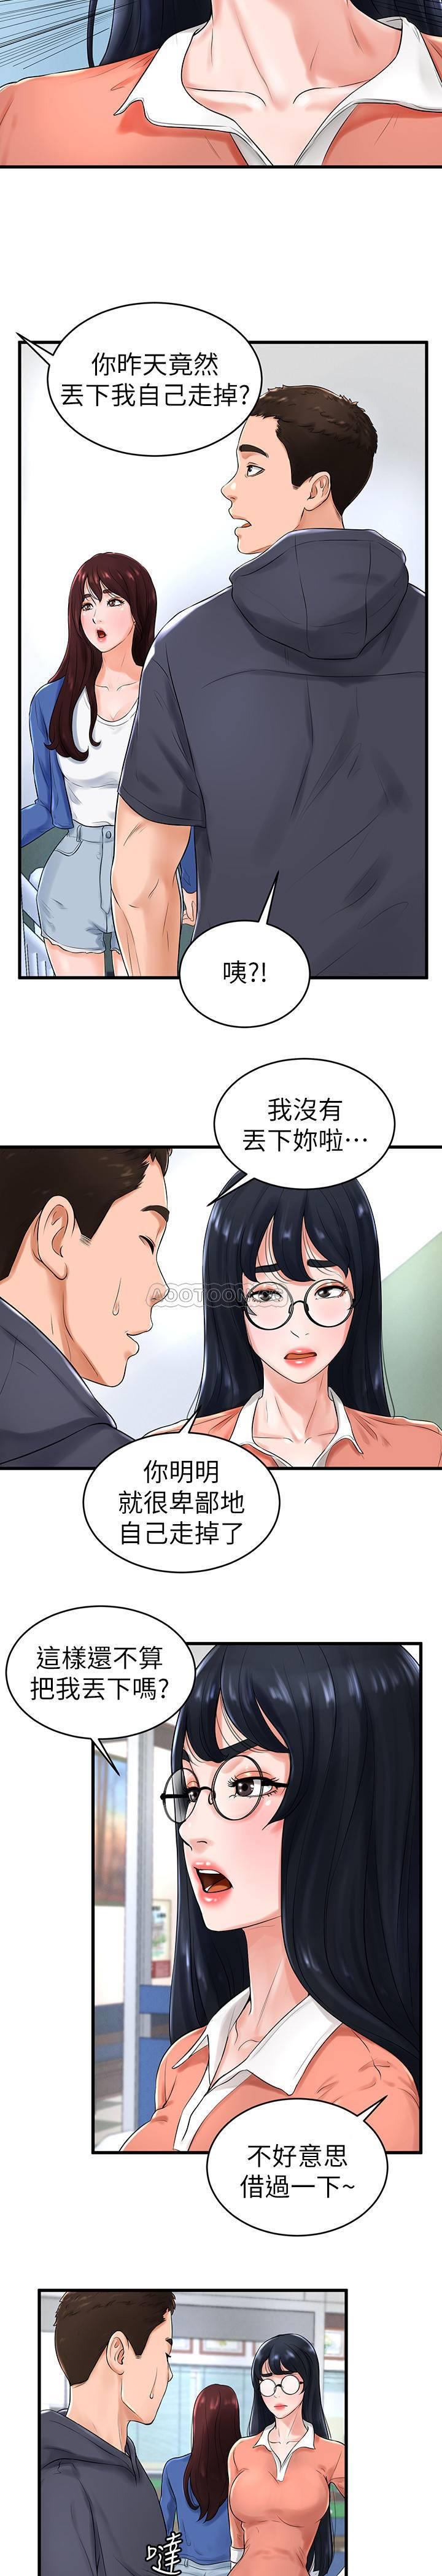 你昨天竟然
丟下我自己走掉?
咦?!
我沒有
丟下妳啦…
你明明
就很卑鄙地
自己走掉了
這樣還不算
把我丟下嗎?
不好意思
借過一下~
噠